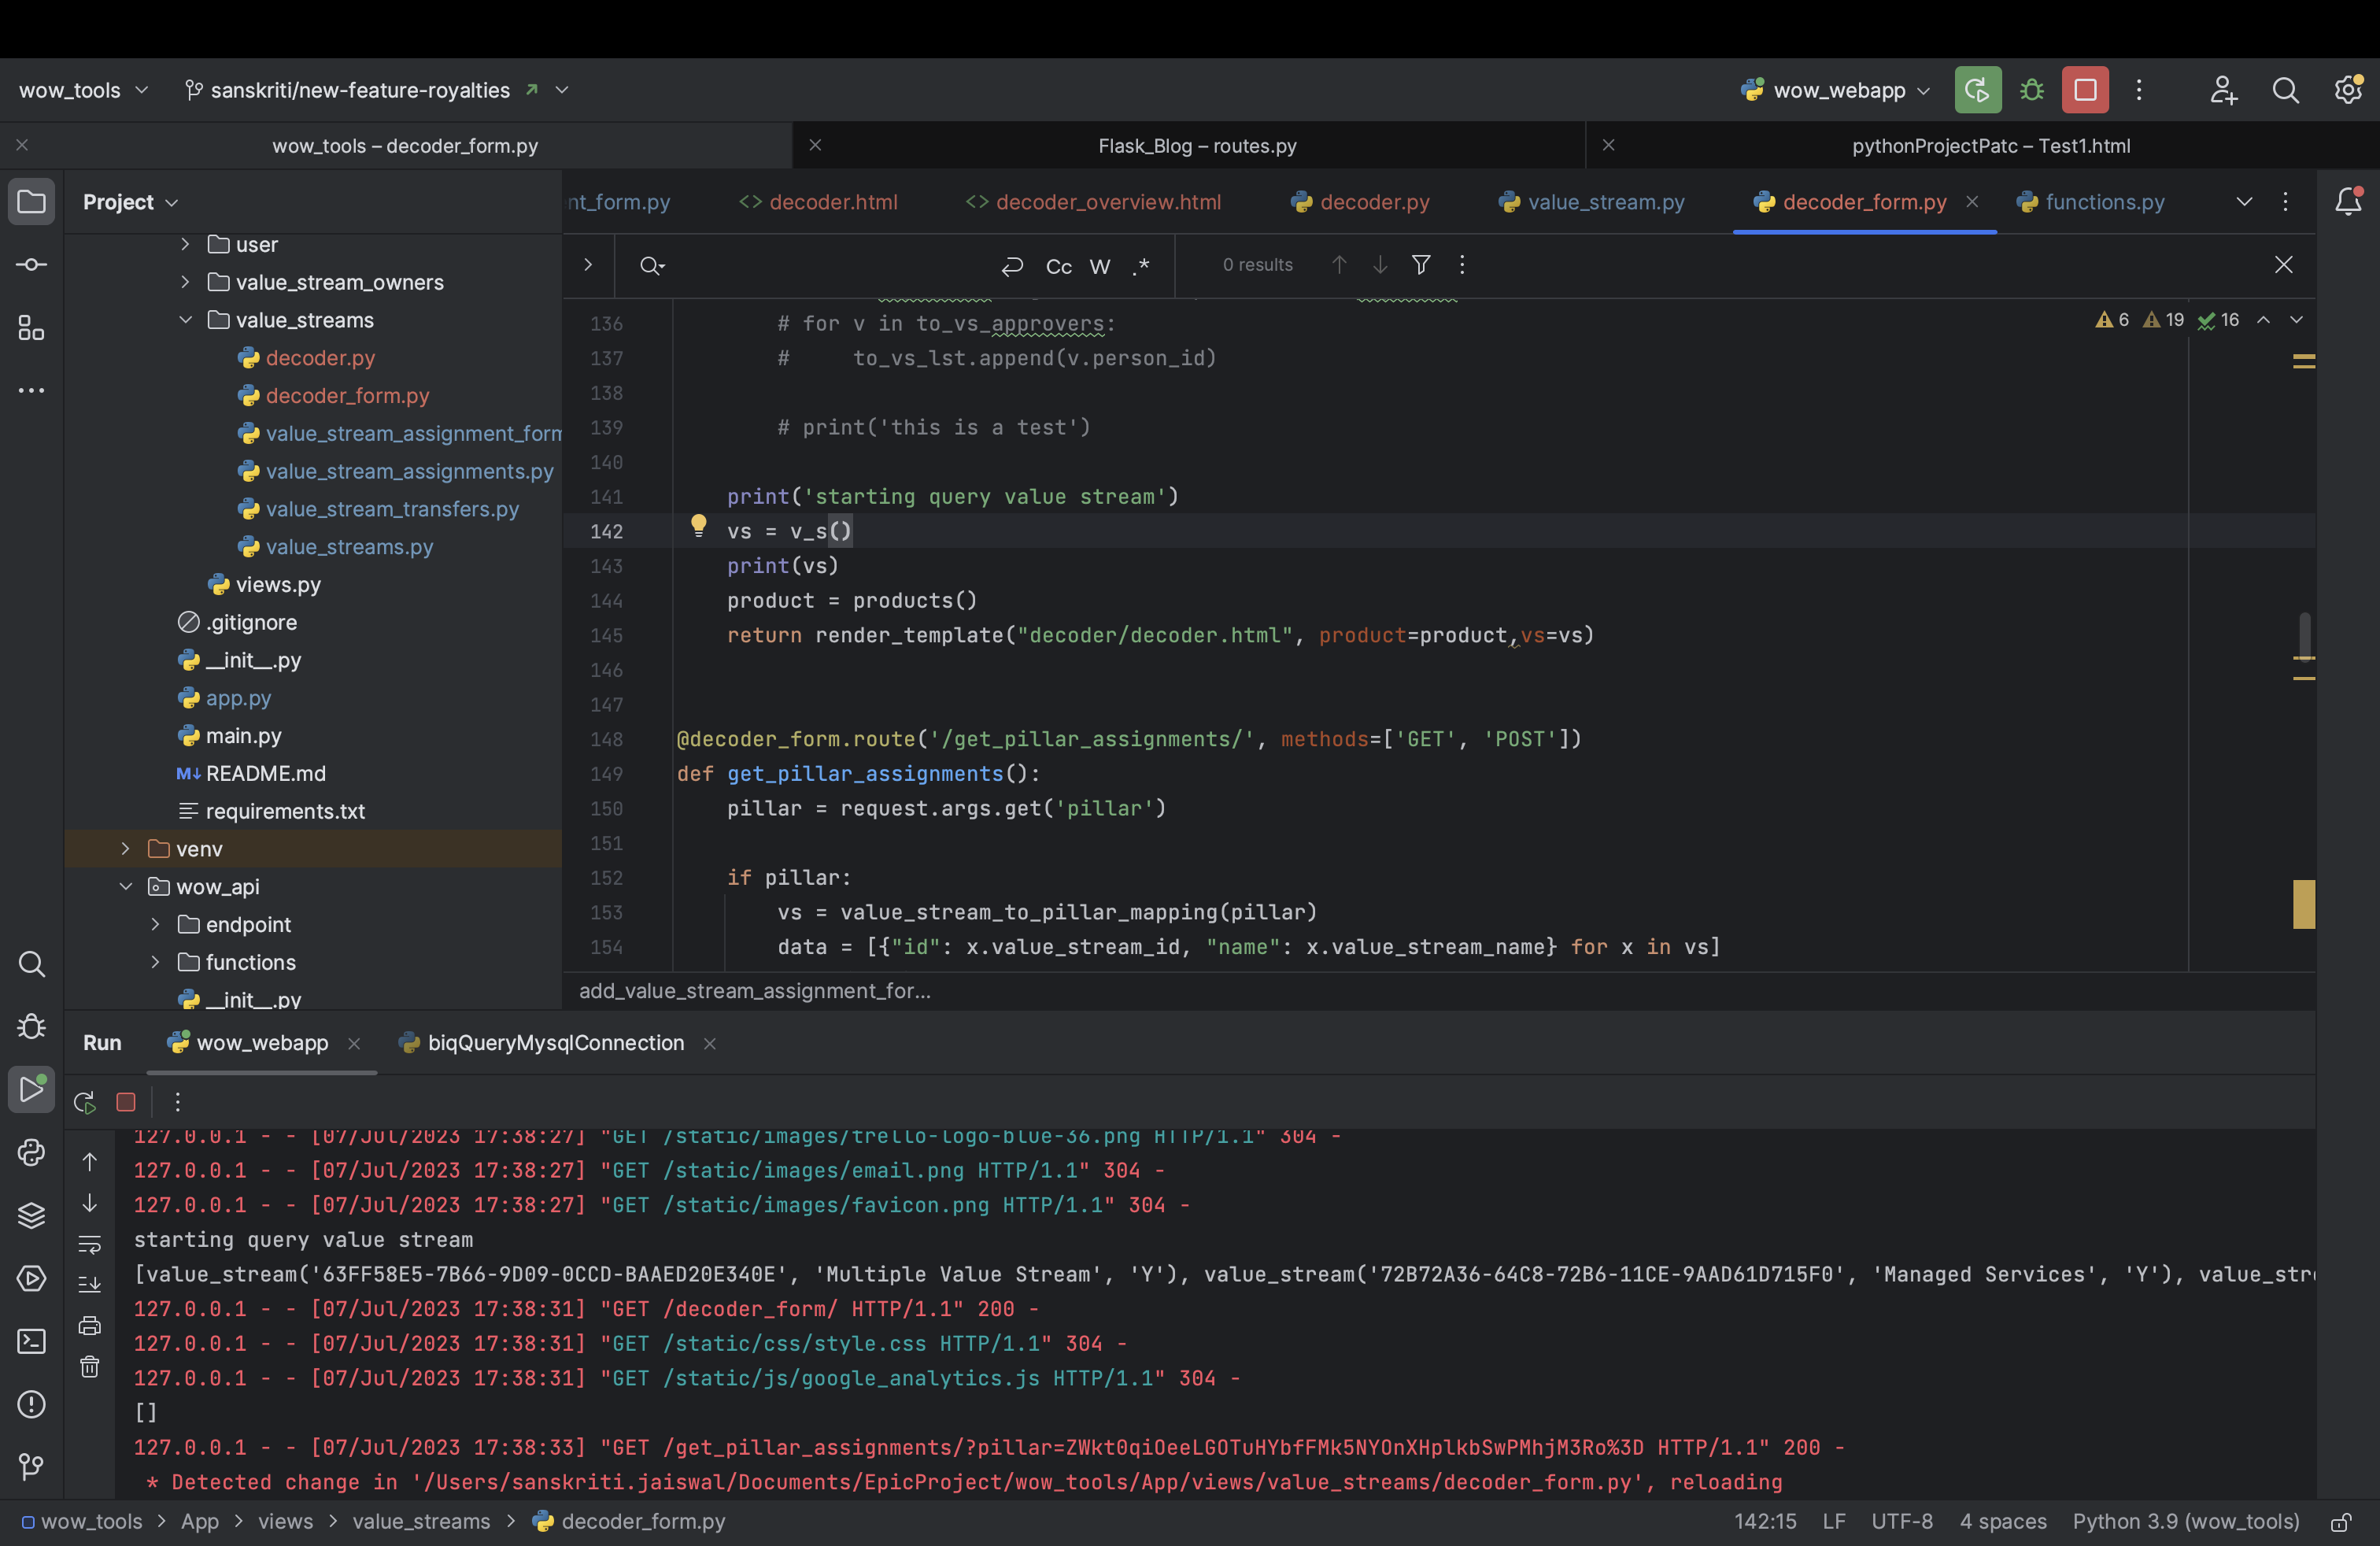 wow_tools sanskriti/new-feature-royalties wow_webapp
wow_tools – decoder_form.py Flask_Blog – routes.py pythonProjectPatc – Test1.html
Project
nt_form.py decoder.html decoder_overview.html decoder.py value_stream.py decoder_form.py functions.py
Cc W .* 0 results
user
value_stream_owners
value_streams
decoder.py
decoder_form.py
value_stream_assignment_form
value_stream_assignments.py
value_stream_transfers.py
value_streams.py
views.py
.gitignore
__init__.py
app.py
main.py
README.md
requirements.txt
venv
wow_api
endpoint
functions
__init__.py
6 19 16
136 # for v in to_vs_approvers:
137 #     to_vs_lst.append(v.person_id)
138
139 # print('this is a test')
140
141 print('starting query value stream')
142 vs = v_s()
143 print(vs)
144 product = products()
145 return render_template("decoder/decoder.html", product=product,vs=vs)
146
147
148 @decoder_form.route('/get_pillar_assignments/', methods=['GET', 'POST'])
149 def get_pillar_assignments():
150 pillar = request.args.get('pillar')
151
152 if pillar:
153 vs = value_stream_to_pillar_mapping(pillar)
154 data = [{"id": x.value_stream_id, "name": x.value_stream_name} for x in vs]
add_value_stream_assignment_for...
Run wow_webapp biqQueryMysqlConnection
127.0.0.1 - - [07/Jul/2023 17:38:27] "GET /static/images/trello-logo-blue-36.png HTTP/1.1" 304 -
127.0.0.1 - - [07/Jul/2023 17:38:27] "GET /static/images/email.png HTTP/1.1" 304 -
127.0.0.1 - - [07/Jul/2023 17:38:27] "GET /static/images/favicon.png HTTP/1.1" 304 -
starting query value stream
[value_stream('63FF58E5-7B66-9D09-0CCD-BAAED20E340E', 'Multiple Value Stream', 'Y'), value_stream('72B72A36-64C8-72B6-11CE-9AAD61D715F0', 'Managed Services', 'Y'), value_str
127.0.0.1 - - [07/Jul/2023 17:38:31] "GET /decoder_form/ HTTP/1.1" 200 -
127.0.0.1 - - [07/Jul/2023 17:38:31] "GET /static/css/style.css HTTP/1.1" 304 -
127.0.0.1 - - [07/Jul/2023 17:38:31] "GET /static/js/google_analytics.js HTTP/1.1" 304 -
[]
127.0.0.1 - - [07/Jul/2023 17:38:33] "GET /get_pillar_assignments/?pillar=ZWkt0qiOeeLGOTuHYbfFMk5NYOnXHplkbSwPMhjM3Ro%3D HTTP/1.1" 200 -
* Detected change in '/Users/sanskriti.jaiswal/Documents/EpicProject/wow_tools/App/views/value_streams/decoder_form.py', reloading
wow_tools > App > views > value_streams > decoder_form.py 142:15 LF UTF-8 4 spaces Python 3.9 (wow_tools)